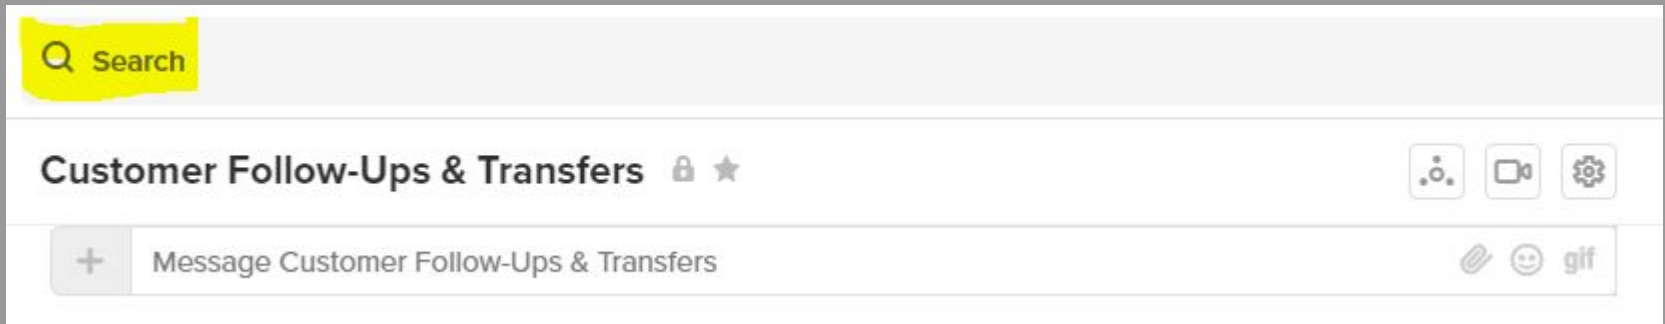 Search
Customer Follow-Ups & Transfers
Message Customer Follow-Ups & Transfers gif